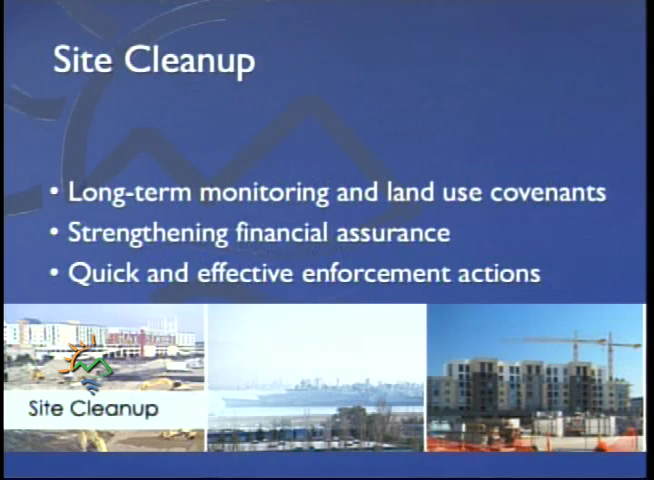 Site Cleanup
• Long-term monitoring and land use covenants
• Strengthening financial assurance
• Quick and effective enforcement actions
Site Cleanup